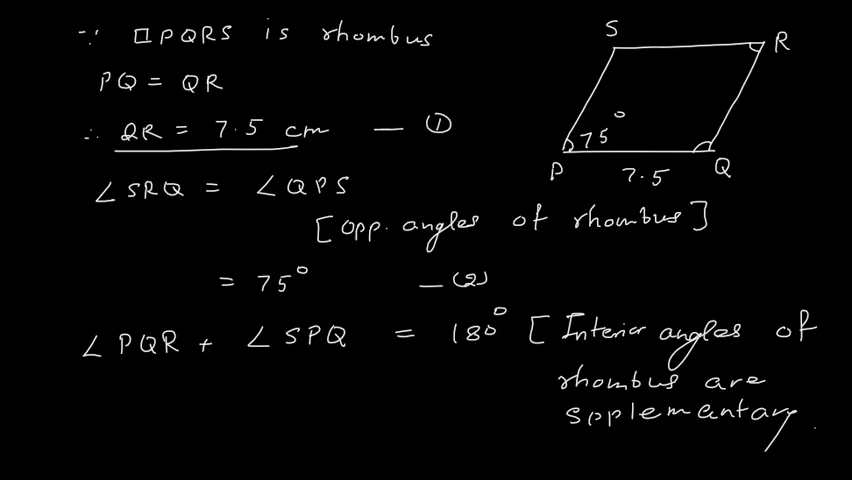 ∵ □PQRS is rhombus
PQ = QR
∴ QR = 7.5 cm — ①
∠SRQ = ∠QPS
[opp. angles of rhombus]
= 75° — (2)
∠PQR + ∠SPQ = 180° [Interior angles of
rhombus are
sopplementary.
S
R
75°
P
7.5
Q